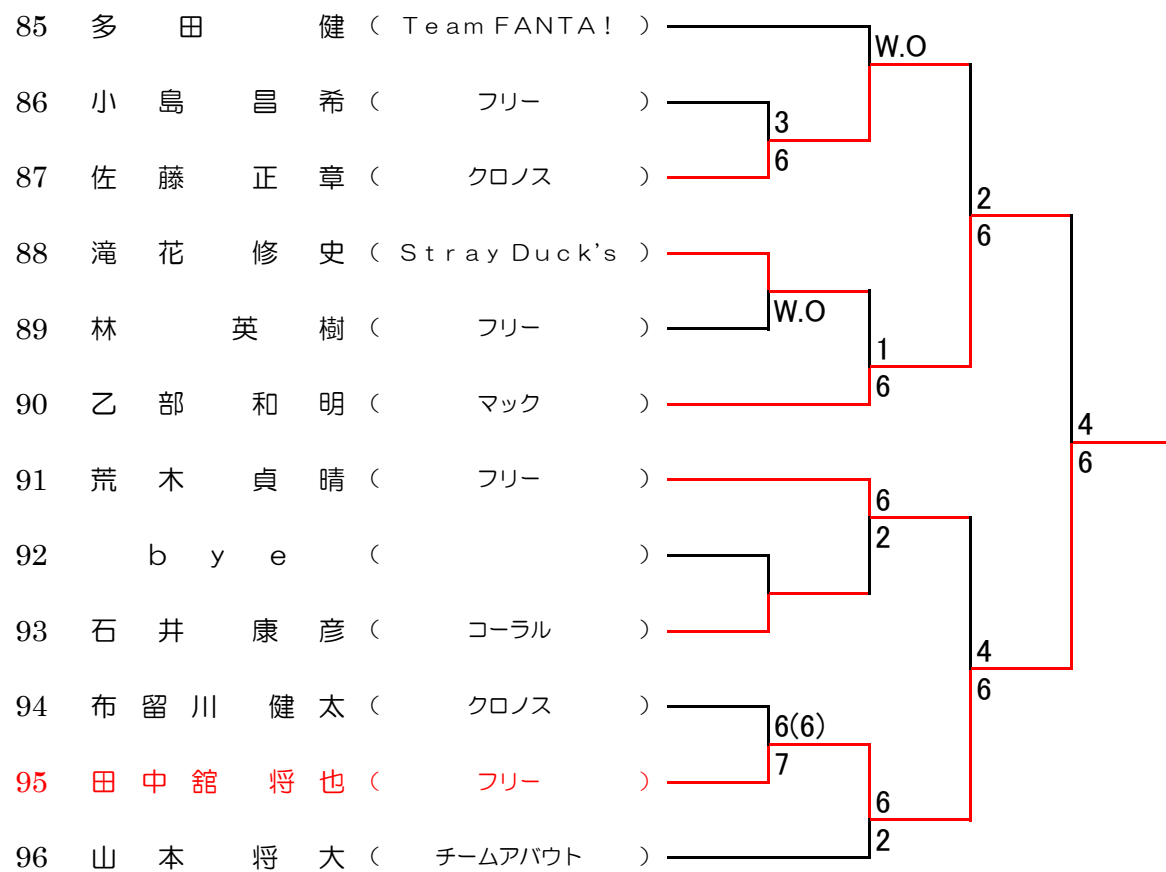 85 多田 健 ( Team FANTA! )
W.O
86 小島 昌希 ( フリー )
3
6
87 佐藤 正章 ( クロノス )
2
6
88 滝花 修史 ( Stray Duck's )
W.O
89 林 英樹 ( フリー )
1
6
90 乙部 和明 ( マック )
4
6
91 荒木 貞晴 ( フリー )
6
2
92 bye ( )
93 石井 康彦 ( コーラル )
4
6
94 布留川 健太 ( クロノス )
6(6)
7
95 田中舘 将也 ( フリー )
6
2
96 山本 将大 ( チームアバウト )